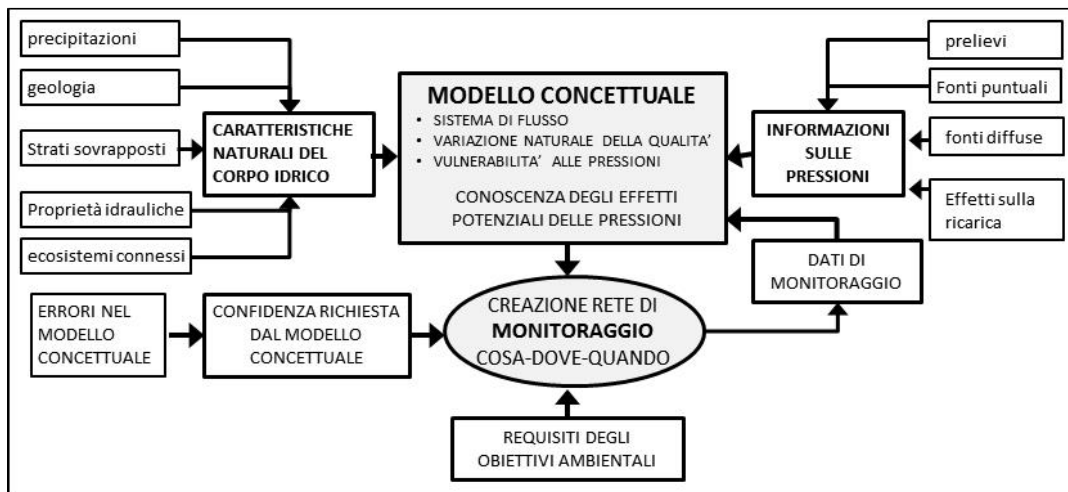 precipitazioni
geologia
Strati sovrapposti
Proprietà idrauliche
ecosistemi connessi
CARATTERISTICHE
NATURALI DEL
CORPO IDRICO
MODELLO CONCETTUALE
• SISTEMA DI FLUSSO
• VARIAZIONE NATURALE DELLA QUALITA’
• VULNERABILITA’ ALLE PRESSIONI
CONOSCENZA DEGLI EFFETTI
POTENZIALI DELLE PRESSIONI
INFORMAZIONI
SULLE
PRESSIONI
prelievi
Fonti puntuali
fonti diffuse
Effetti sulla
ricarica
DATI DI
MONITORAGGIO
ERRORI NEL
MODELLO
CONCETTUALE
CONFIDENZA RICHIESTA
DAL MODELLO
CONCETTUALE
CREAZIONE RETE DI
MONITORAGGIO
COSA-DOVE-QUANDO
REQUISITI DEGLI
OBIETTIVI AMBIENTALI